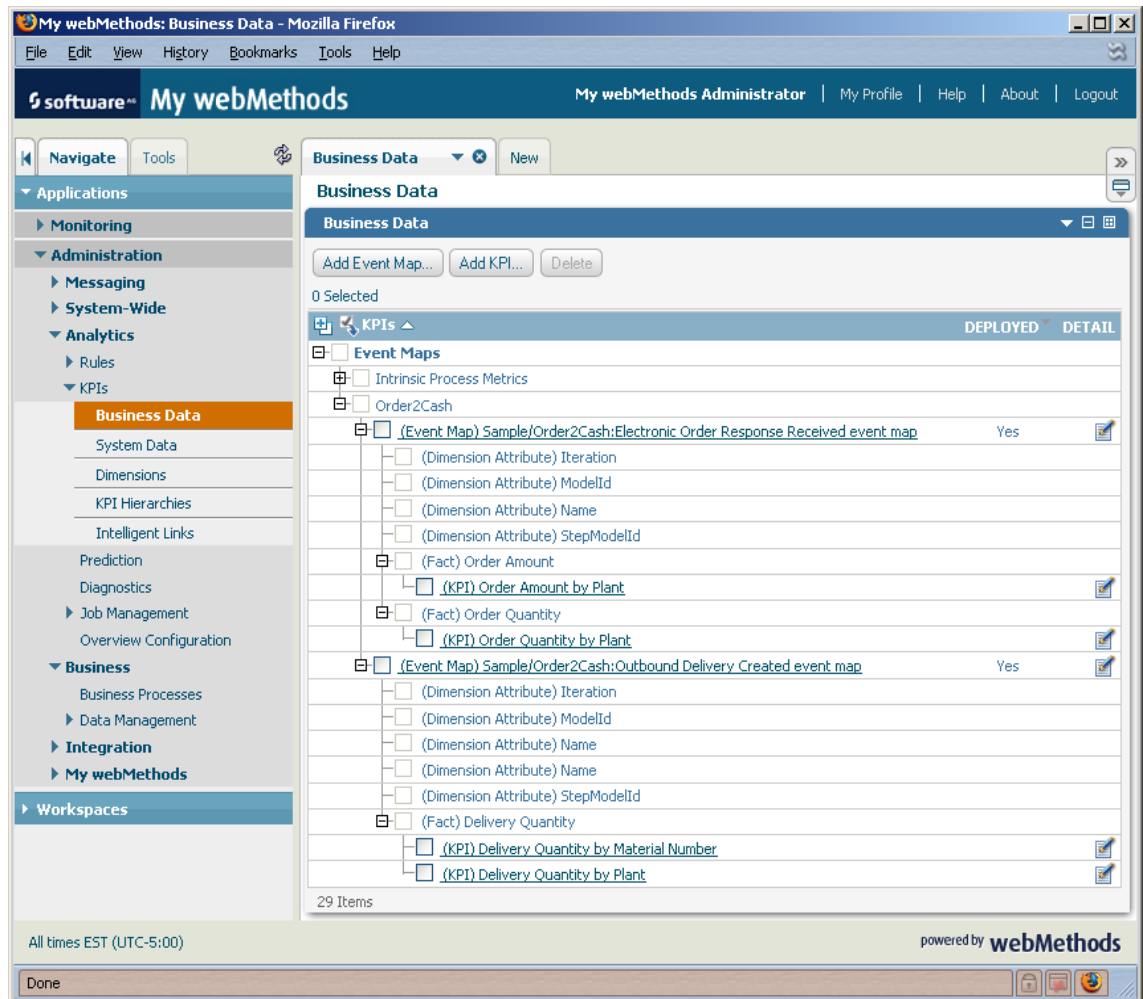 My webMethods: Business Data - Mozilla Firefox
File Edit View History Bookmarks Tools Help
software AG My webMethods My webMethods Administrator | My Profile | Help | About | Logout
Navigate Tools
Business Data New
Applications
Monitoring
Administration
Messaging
System-Wide
Analytics
Rules
KPIs
Business Data
System Data
Dimensions
KPI Hierarchies
Intelligent Links
Prediction
Diagnostics
Job Management
Overview Configuration
Business
Business Processes
Data Management
Integration
My webMethods
Workspaces
Business Data
Business Data
Add Event Map... Add KPI... Delete
0 Selected
KPIs DEPLOYED DETAIL
Event Maps
Intrinsic Process Metrics
Order2Cash
(Event Map) Sample/Order2Cash:Electronic Order Response Received event map Yes
(Dimension Attribute) Iteration
(Dimension Attribute) ModelId
(Dimension Attribute) Name
(Dimension Attribute) StepModelId
(Fact) Order Amount
(KPI) Order Amount by Plant
(Fact) Order Quantity
(KPI) Order Quantity by Plant
(Event Map) Sample/Order2Cash:Outbound Delivery Created event map Yes
(Dimension Attribute) Iteration
(Dimension Attribute) ModelId
(Dimension Attribute) Name
(Dimension Attribute) Name
(Dimension Attribute) StepModelId
(Fact) Delivery Quantity
(KPI) Delivery Quantity by Material Number
(KPI) Delivery Quantity by Plant
29 Items
All times EST (UTC-5:00)
powered by webMethods
Done